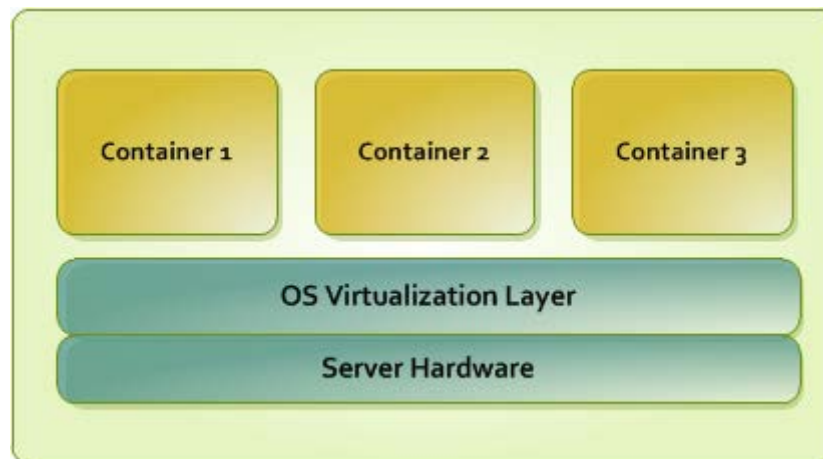 Container 1
Container 2
Container 3
OS Virtualization Layer
Server Hardware